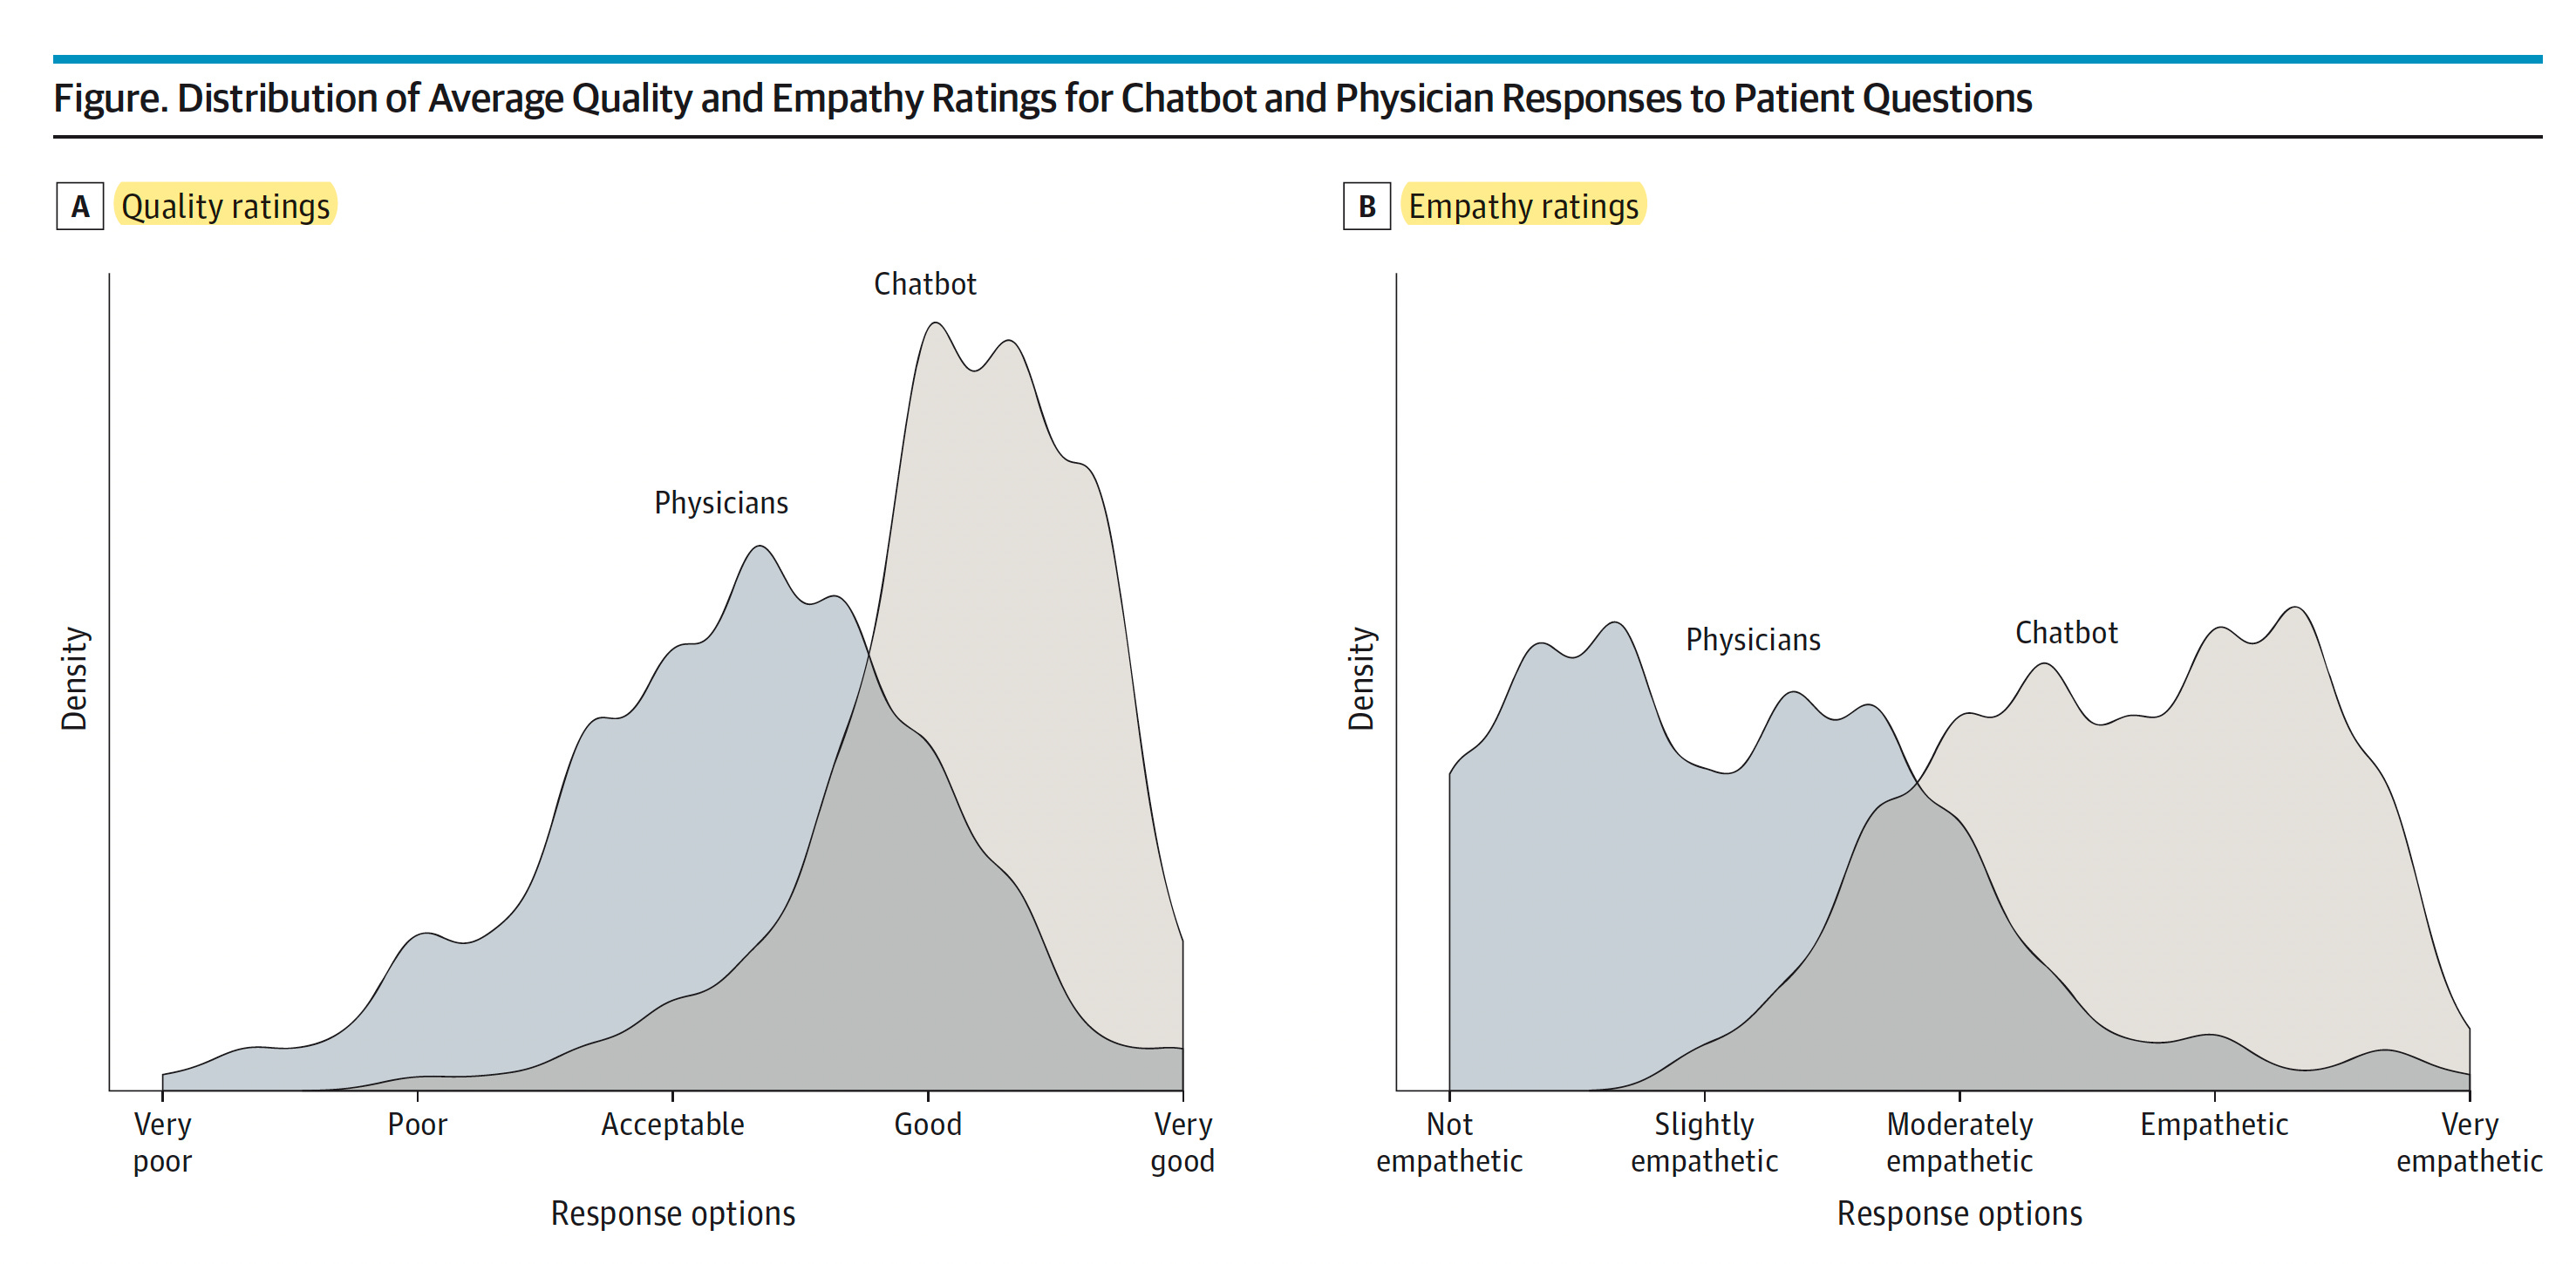 Figure. Distribution of Average Quality and Empathy Ratings for Chatbot and Physician Responses to Patient Questions
A Quality ratings
Chatbot
Physicians
Density
Very poor
Poor
Acceptable
Good
Very good
Response options
B Empathy ratings
Physicians
Chatbot
Density
Not empathetic
Slightly empathetic
Moderately empathetic
Empathetic
Very empathetic
Response options